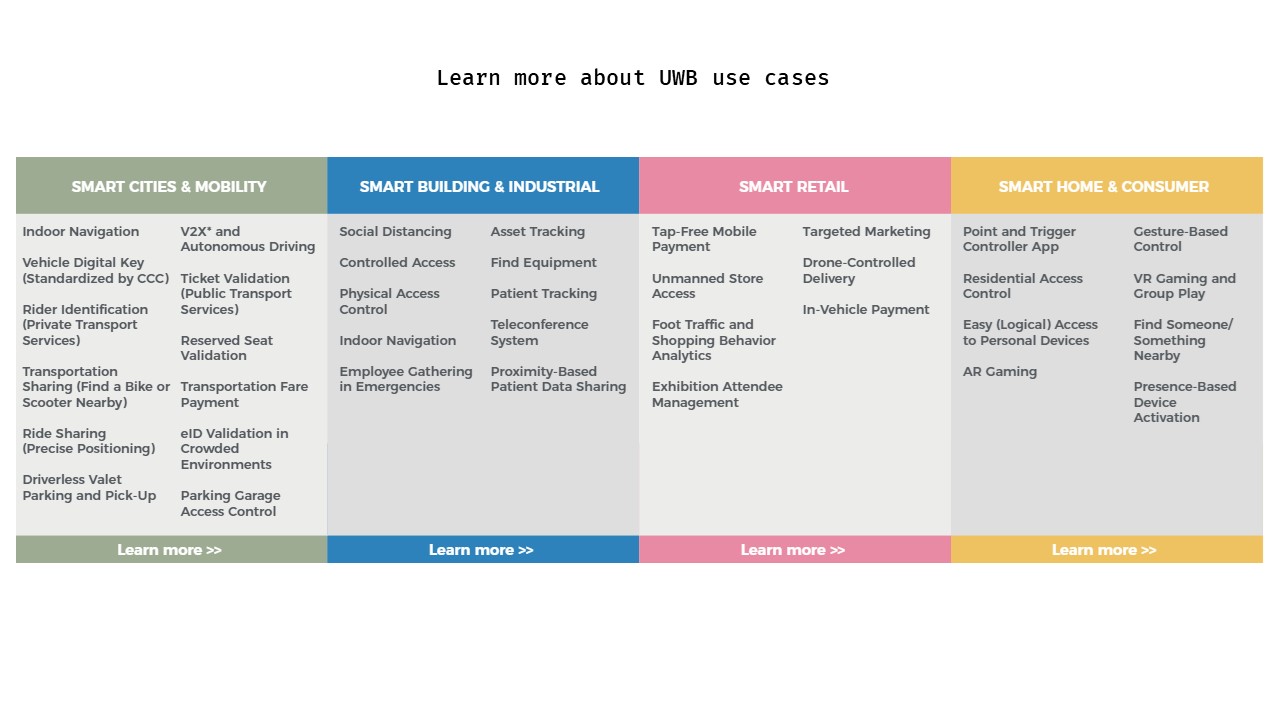 Learn more about UWB use cases
SMART CITIES & MOBILITY
Indoor Navigation
Vehicle Digital Key
(Standardized by CCC)
Rider Identification
(Private Transport
Services)
Transportation
Sharing (Find a Bike or
Scooter Nearby)
Ride Sharing
(Precise Positioning)
Driverless Valet
Parking and Pick-Up
V2X* and
Autonomous Driving
Ticket Validation
(Public Transport
Services)
Reserved Seat
Validation
Transportation Fare
Payment
eID Validation in
Crowded
Environments
Parking Garage
Access Control
Learn more >>
SMART BUILDING & INDUSTRIAL
Social Distancing
Controlled Access
Physical Access
Control
Indoor Navigation
Employee Gathering
in Emergencies
Asset Tracking
Find Equipment
Patient Tracking
Teleconference
System
Proximity-Based
Patient Data Sharing
Learn more >>
SMART RETAIL
Tap-Free Mobile
Payment
Unmanned Store
Access
Foot Traffic and
Shopping Behavior
Analytics
Exhibition Attendee
Management
Targeted Marketing
Drone-Controlled
Delivery
In-Vehicle Payment
Learn more >>
SMART HOME & CONSUMER
Point and Trigger
Controller App
Residential Access
Control
Easy (Logical) Access
to Personal Devices
AR Gaming
Gesture-Based
Control
VR Gaming and
Group Play
Find Someone/
Something
Nearby
Presence-Based
Device
Activation
Learn more >>